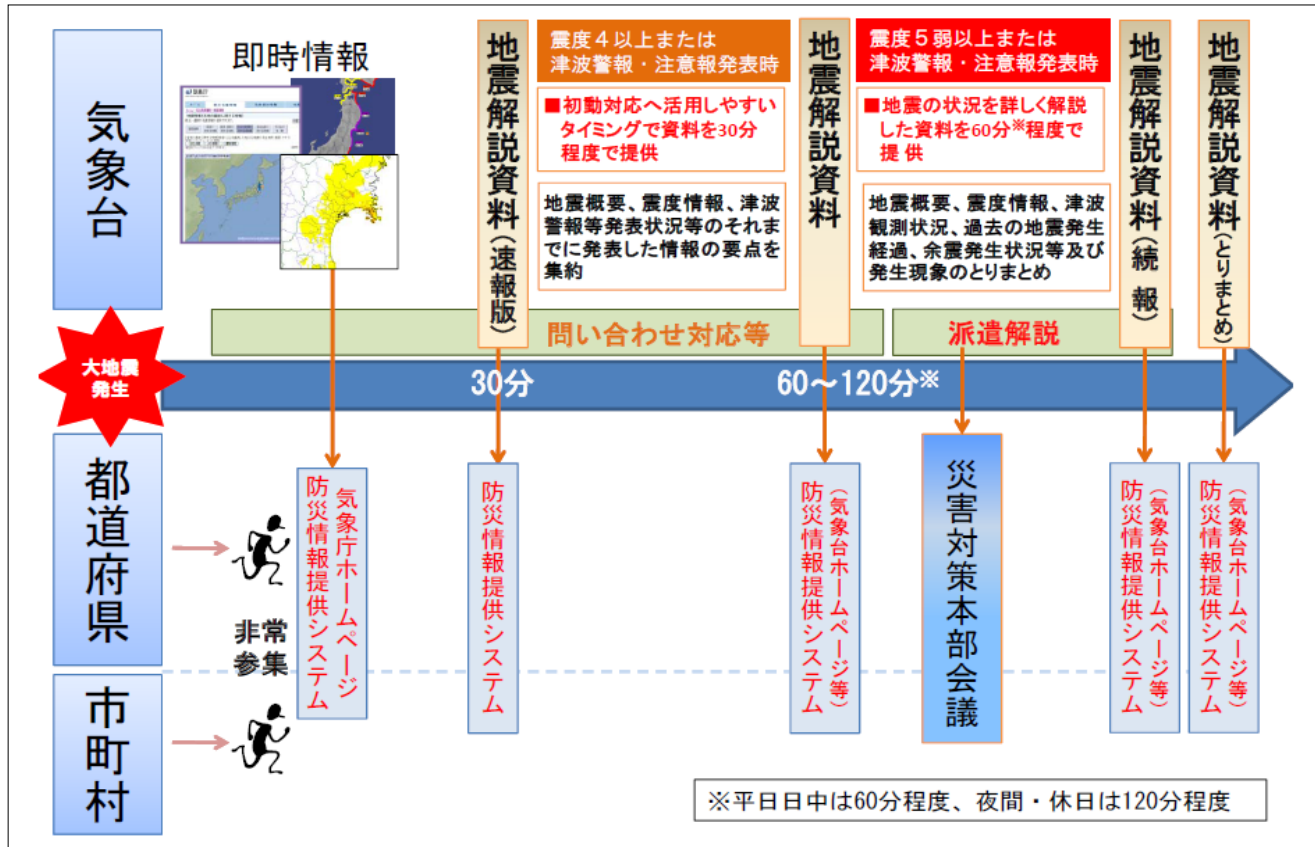 気象台
即時情報
地震解説資料(速報版)
震度4以上または
津波警報・注意報発表時
■初動対応へ活用しやすい
タイミングで資料を30分
程度で提供
地震概要、震度情報、津波
警報等発表状況等のそれま
でに発表した情報の要点を
集約
地震解説資料
震度5弱以上または
津波警報・注意報発表時
■地震の状況を詳しく解説
した資料を60分※程度で
提 供
地震概要、震度情報、津波
観測状況、過去の地震発生
経過、余震発生状況等及び
発生現象のとりまとめ
地震解説資料(続 報)
地震解説資料(とりまとめ)
問い合わせ対応等
派遣解説
大地震
発生
30分
60~120分※
都道府県
市町村
非常
参集
気象庁ホームページ
防災情報提供システム
防災情報提供システム
(気象台ホームページ等)
防災情報提供システム
災害対策本部会議
(気象台ホームページ等)
防災情報提供システム
(気象台ホームページ等)
防災情報提供システム
※平日日中は60分程度、夜間・休日は120分程度